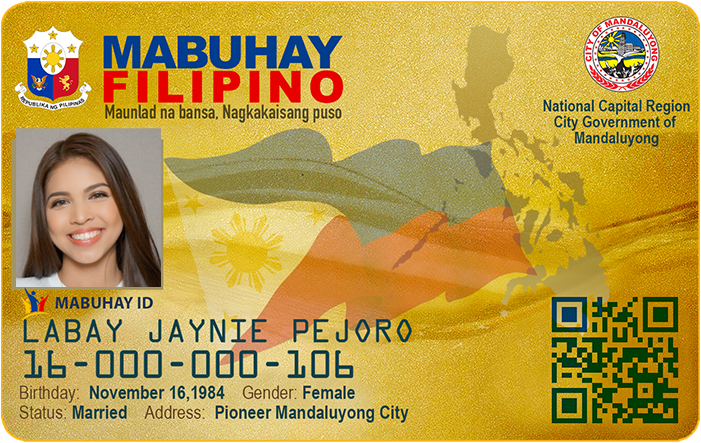 MABUHAY
FILIPINO
Maunlad na bansa, Nagkakaisang puso
REPUBLIKA NG PILIPINAS
CITY OF MANDALUYONG
National Capital Region
City Government of
Mandaluyong
MABUHAY ID
LABAY JAYNIE PEJORO
16-000-000-106
Birthday: November 16,1984 Gender: Female
Status: Married Address: Pioneer Mandaluyong City